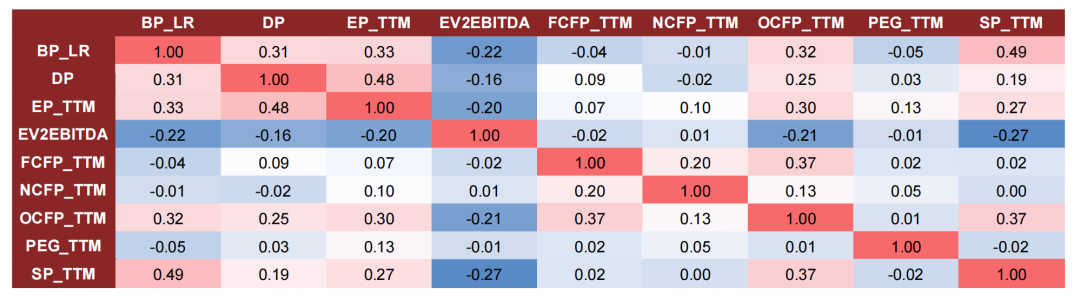 BP_LR DP EP_TTM EV2EBITDA FCFP_TTM NCFP_TTM OCFP_TTM PEG_TTM SP_TTM
BP_LR 1.00 0.31 0.33 -0.22 -0.04 -0.01 0.32 -0.05 0.49
DP 0.31 1.00 0.48 -0.16 0.09 -0.02 0.25 0.03 0.19
EP_TTM 0.33 0.48 1.00 -0.20 0.07 0.10 0.30 0.13 0.27
EV2EBITDA -0.22 -0.16 -0.20 1.00 -0.02 0.01 -0.21 -0.01 -0.27
FCFP_TTM -0.04 0.09 0.07 -0.02 1.00 0.20 0.37 0.02 0.02
NCFP_TTM -0.01 -0.02 0.10 0.01 0.20 1.00 0.13 0.05 0.00
OCFP_TTM 0.32 0.25 0.30 -0.21 0.37 0.13 1.00 0.01 0.37
PEG_TTM -0.05 0.03 0.13 -0.01 0.02 0.05 0.01 1.00 -0.02
SP_TTM 0.49 0.19 0.27 -0.27 0.02 0.00 0.37 -0.02 1.00